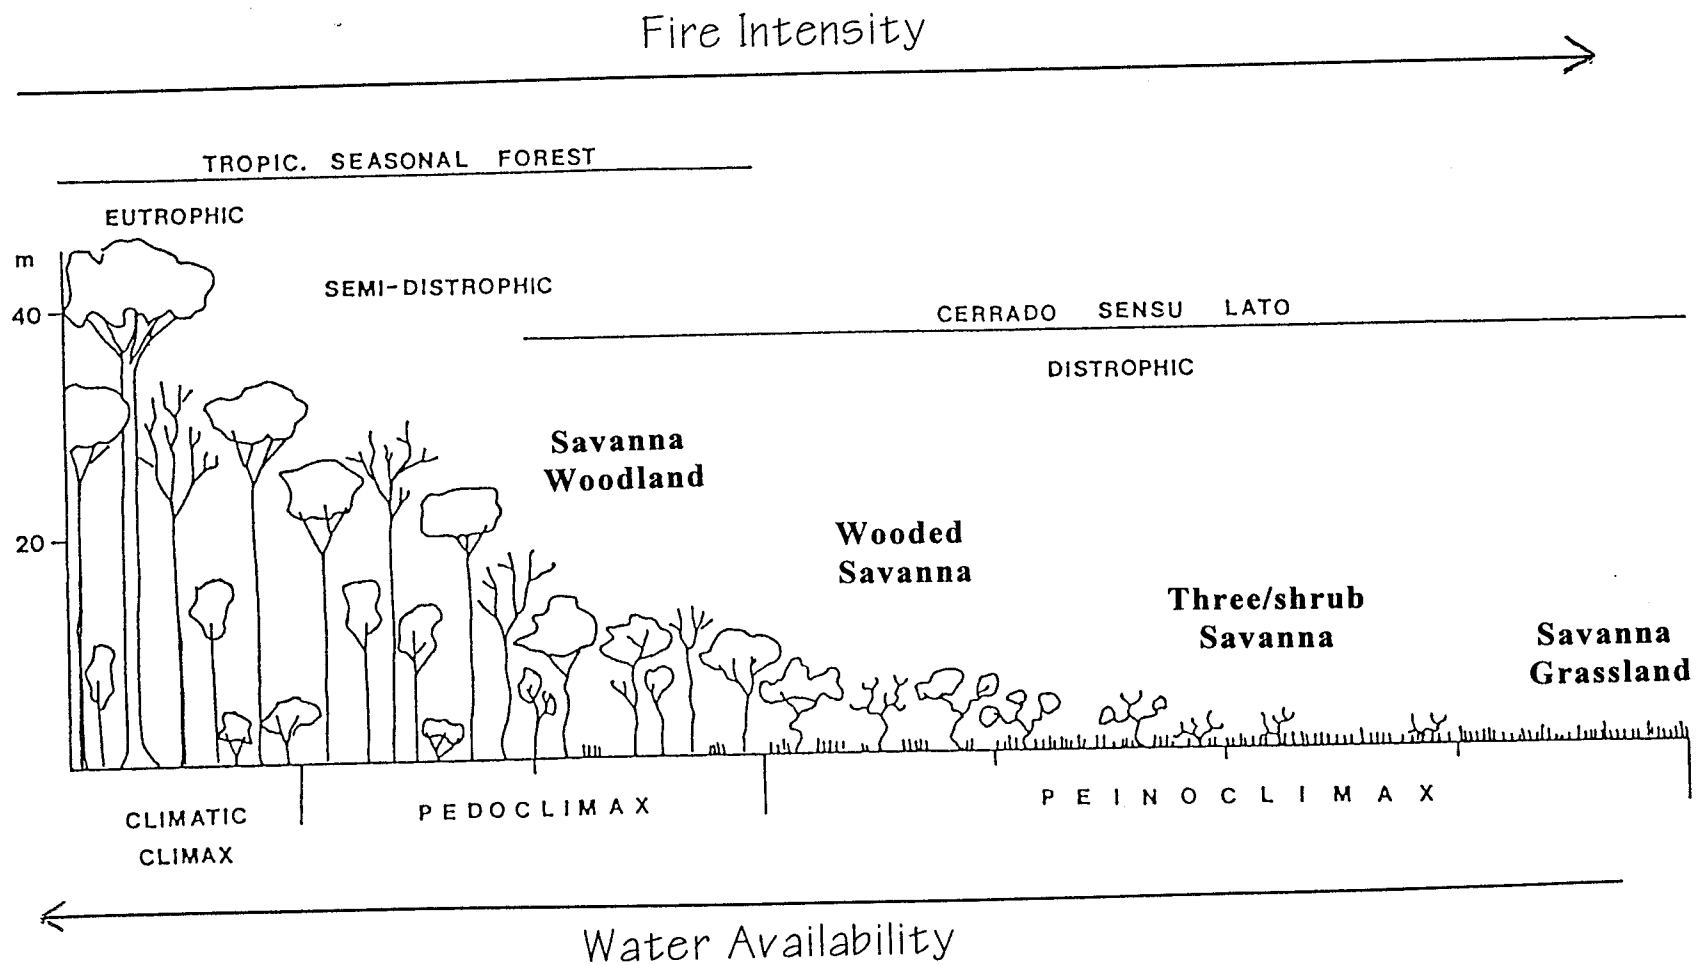 Fire Intensity
TROPIC. SEASONAL FOREST
EUTROPHIC
m
SEMI-DISTROPHIC
40
CERRADO SENSU LATO
DISTROPHIC
Savanna
Woodland
20
Wooded
Savanna
Three/shrub
Savanna
Savanna
Grassland
CLIMATIC
CLIMAX
PEDOCLIMAX
PEINOCLIMAX
Water Availability